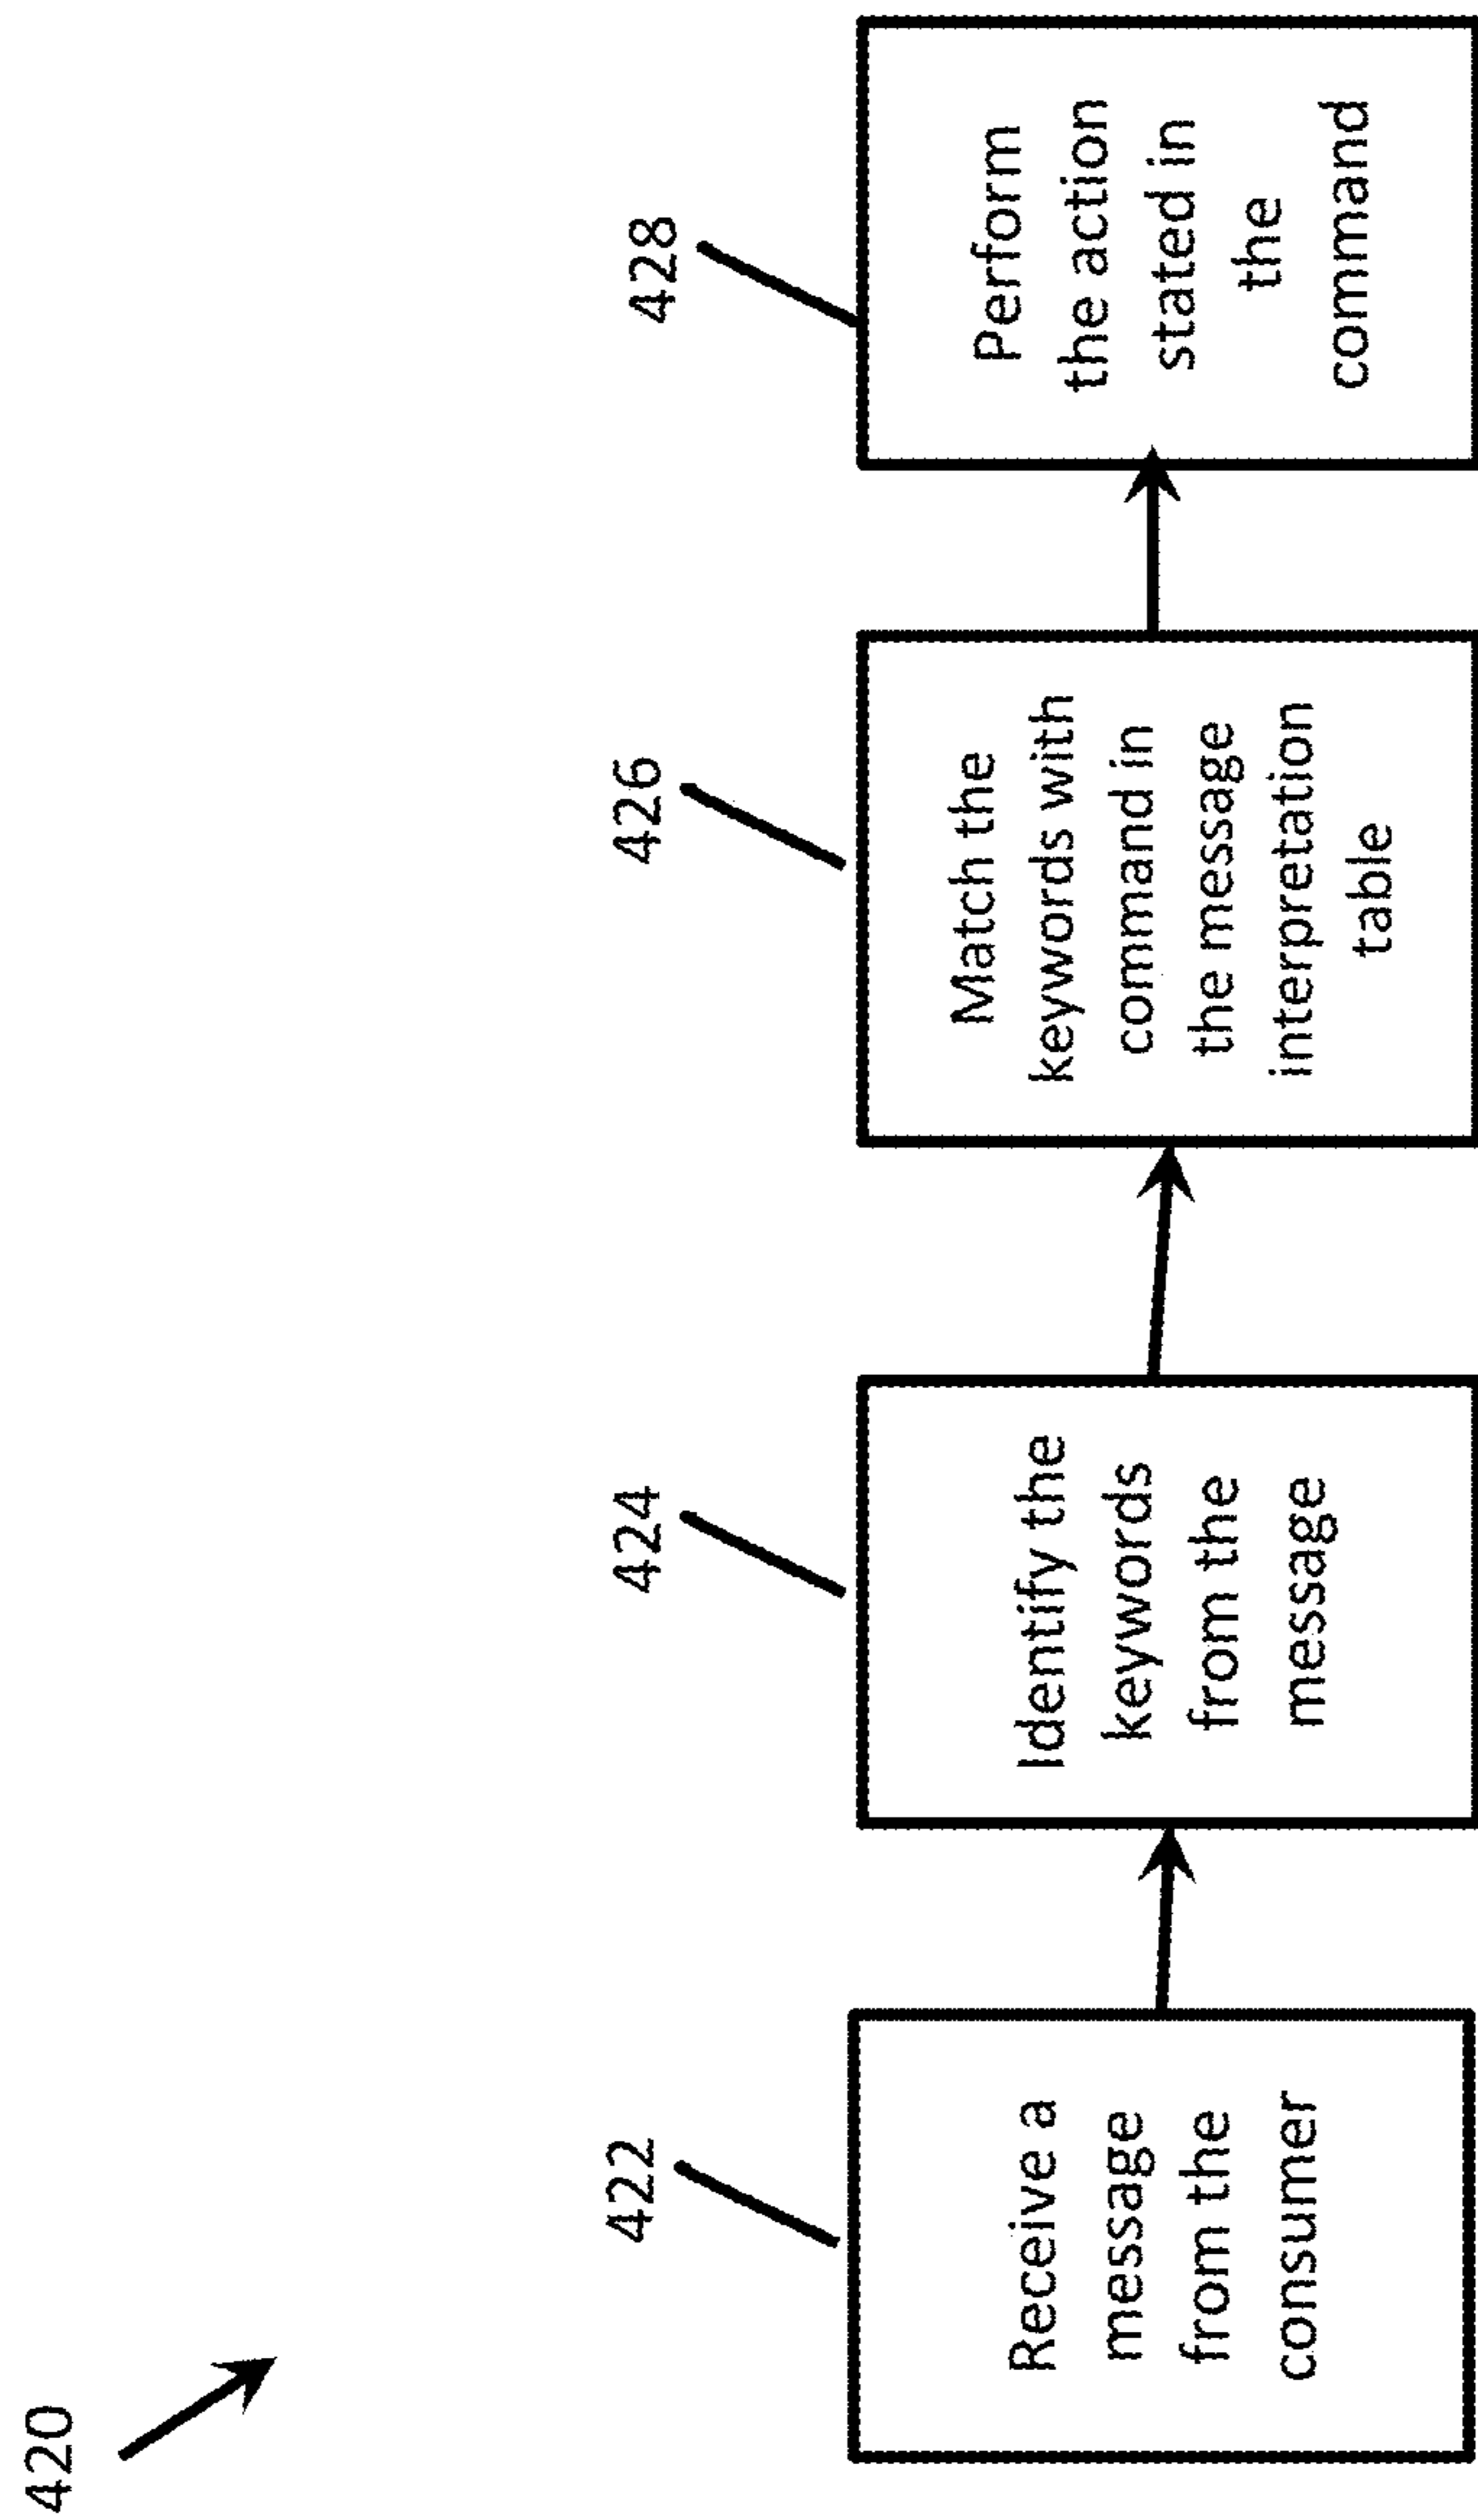 420
422
Receive a
message
from the
consumer
424
Identify the
keywords
from the
message
426
Match the
keywords with
command in
the message
interpretation
table
428
Perform
the action
stated in
the
command